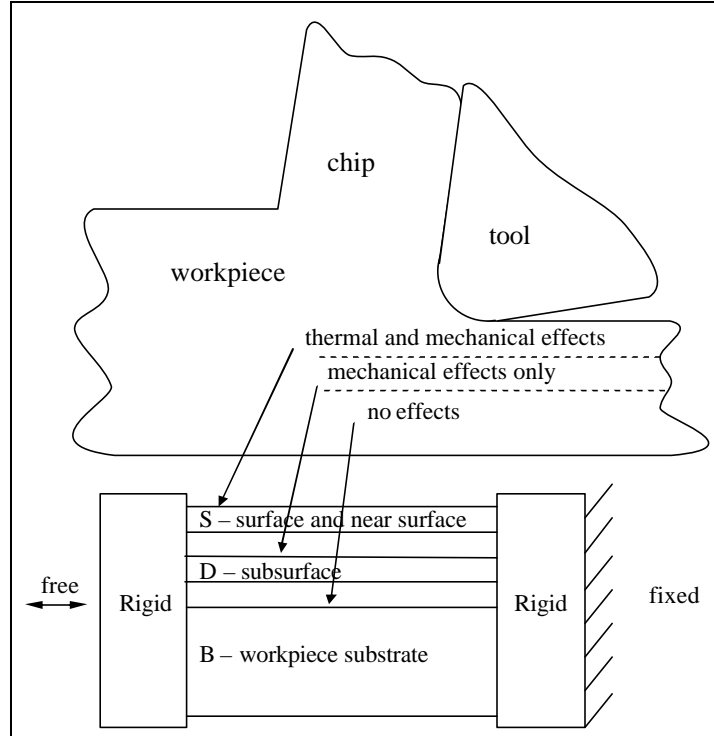 chip
tool
workpiece
thermal and mechanical effects
mechanical effects only
no effects
S – surface and near surface
D – subsurface
free
Rigid
Rigid
fixed
B – workpiece substrate